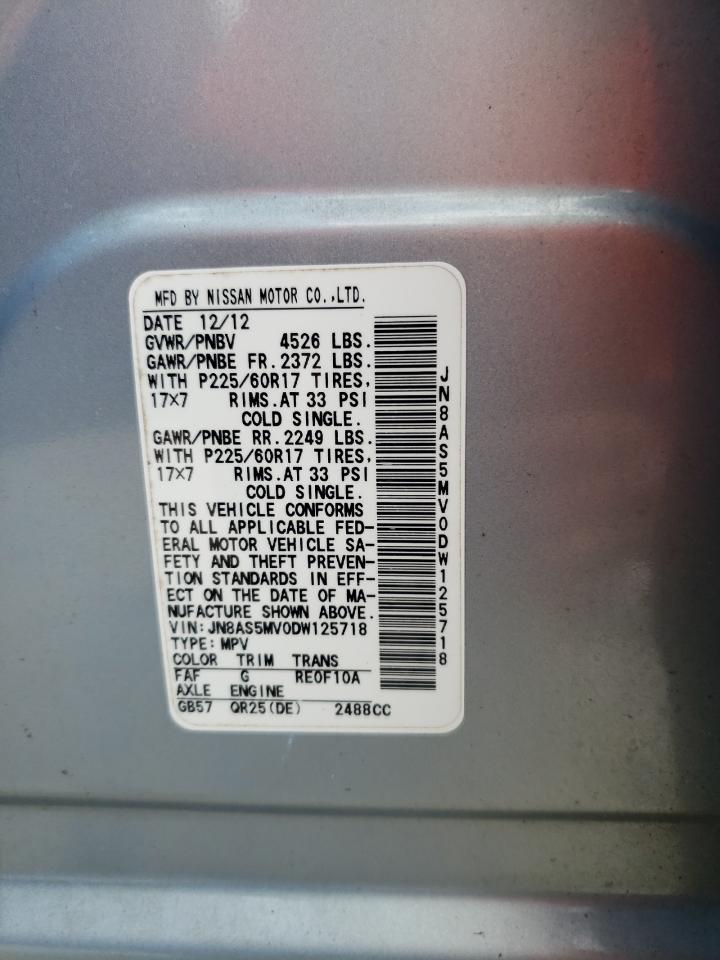 MFD BY NISSAN MOTOR CO.,LTD.
DATE 12/12
GVWR/PNBV 4526 LBS.
GAWR/PNBE FR. 2372 LBS.
WITH P225/60R17 TIRES,
17×7 RIMS. AT 33 PSI
COLD SINGLE.
GAWR/PNBE RR. 2249 LBS.
WITH P225/60R17 TIRES,
17×7 RIMS. AT 33 PSI
COLD SINGLE.
THIS VEHICLE CONFORMS
TO ALL APPLICABLE FED-
ERAL MOTOR VEHICLE SA-
FETY AND THEFT PREVEN-
TION STANDARDS IN EFF-
ECT ON THE DATE OF MA-
NUFACTURE SHOWN ABOVE.
VIN: JN8AS5MV0DW125718
TYPE: MPV
COLOR TRIM TRANS
FAF G RE0F10A
AXLE ENGINE
GB57 QR25(DE) 2488CC
JN8AS5MV0DW125718